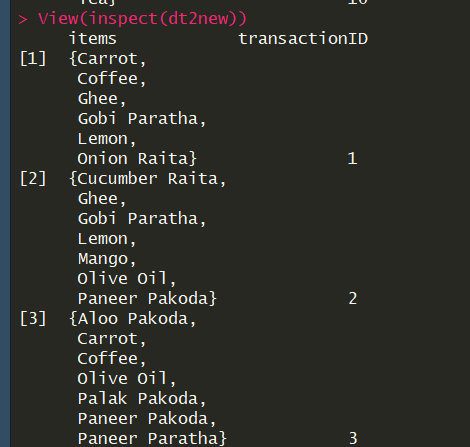 > View(inspect(dt2new))
items transactionID
[1] {Carrot,
Coffee,
Ghee,
Gobi Paratha,
Lemon,
Onion Raita} 1
[2] {Cucumber Raita,
Ghee,
Gobi Paratha,
Lemon,
Mango,
Olive Oil,
Paneer Pakoda} 2
[3] {Aloo Pakoda,
Carrot,
Coffee,
Olive Oil,
Palak Pakoda,
Paneer Pakoda,
Paneer Paratha} 3